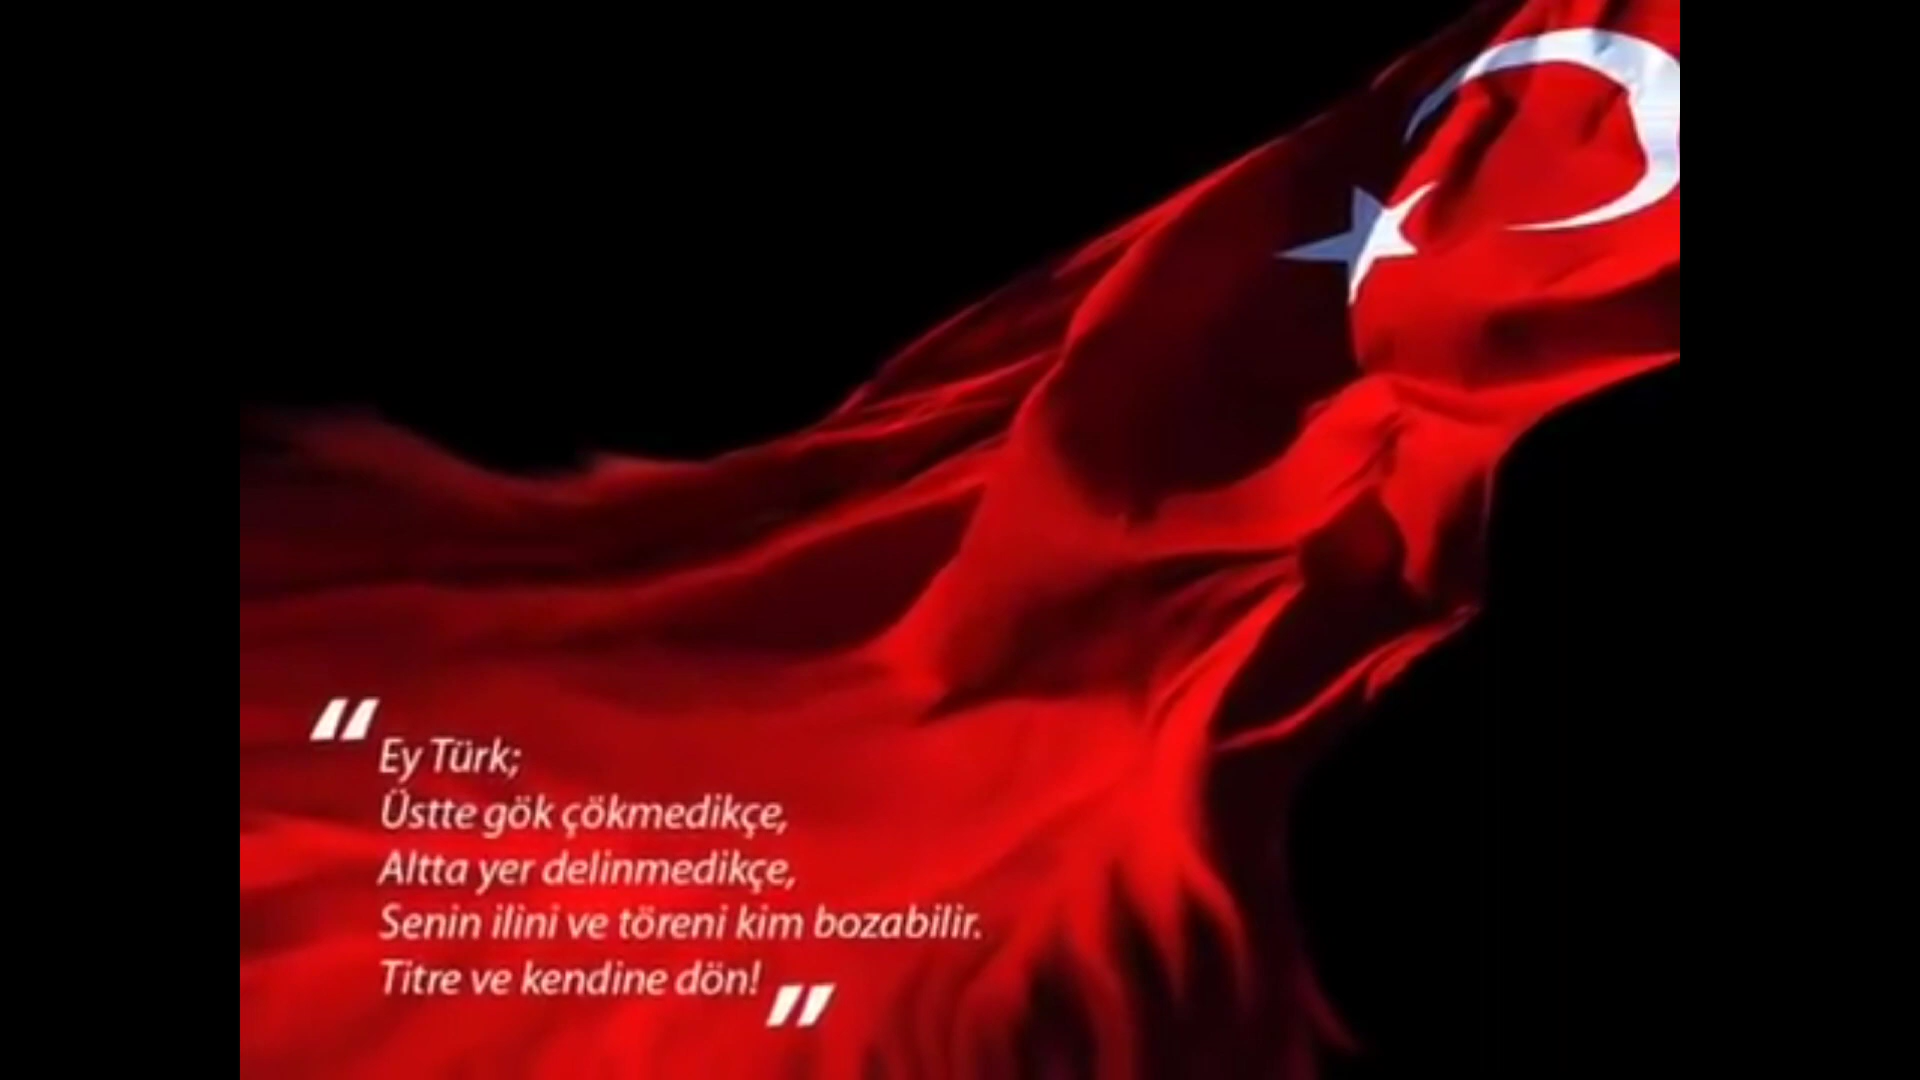 “Ey Türk;
Üstte gök çökmedikçe,
Altta yer delinmedikçe,
Senin ilini ve töreni kim bozabilir.
Titre ve kendine dön!”